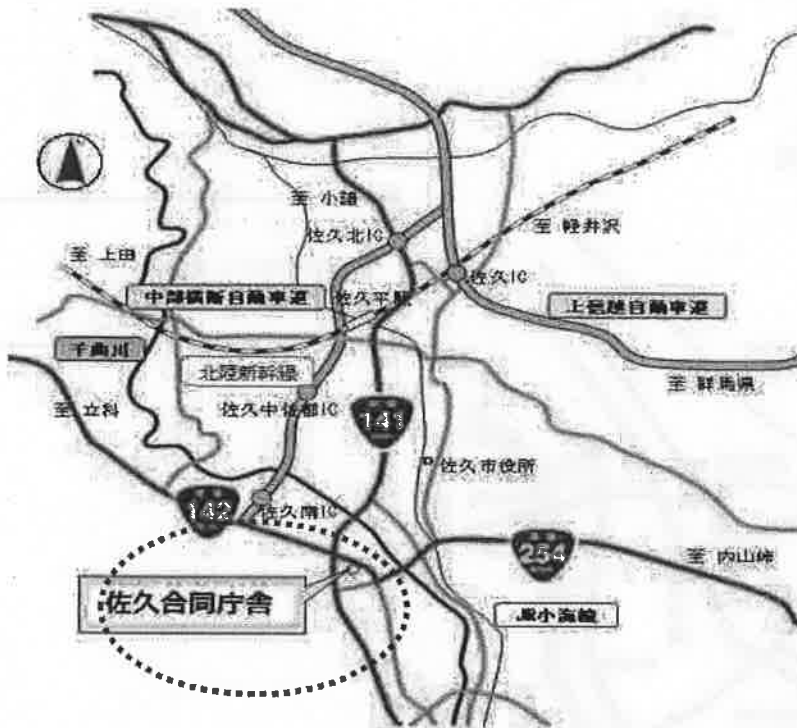 至 小諸
佐久北IC
至 軽井沢
至 上田
佐久IC
中部横断自動車道
佐久平駅
上信越自動車道
千曲川
北陸新幹線
至 群馬県
至 立科
佐久中佐都IC
141
佐久市役所
142
佐久南IC
254
至 内山峠
佐久合同庁舎
JR小海線